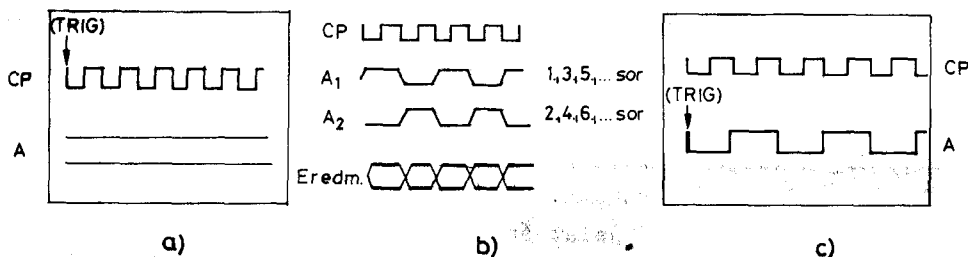 (TRIG)
CP
A
a)
CP
A1
1,3,5,... sor
A2
2,4,6,... sor
Eredm.
b)
CP
(TRIG)
A
c)